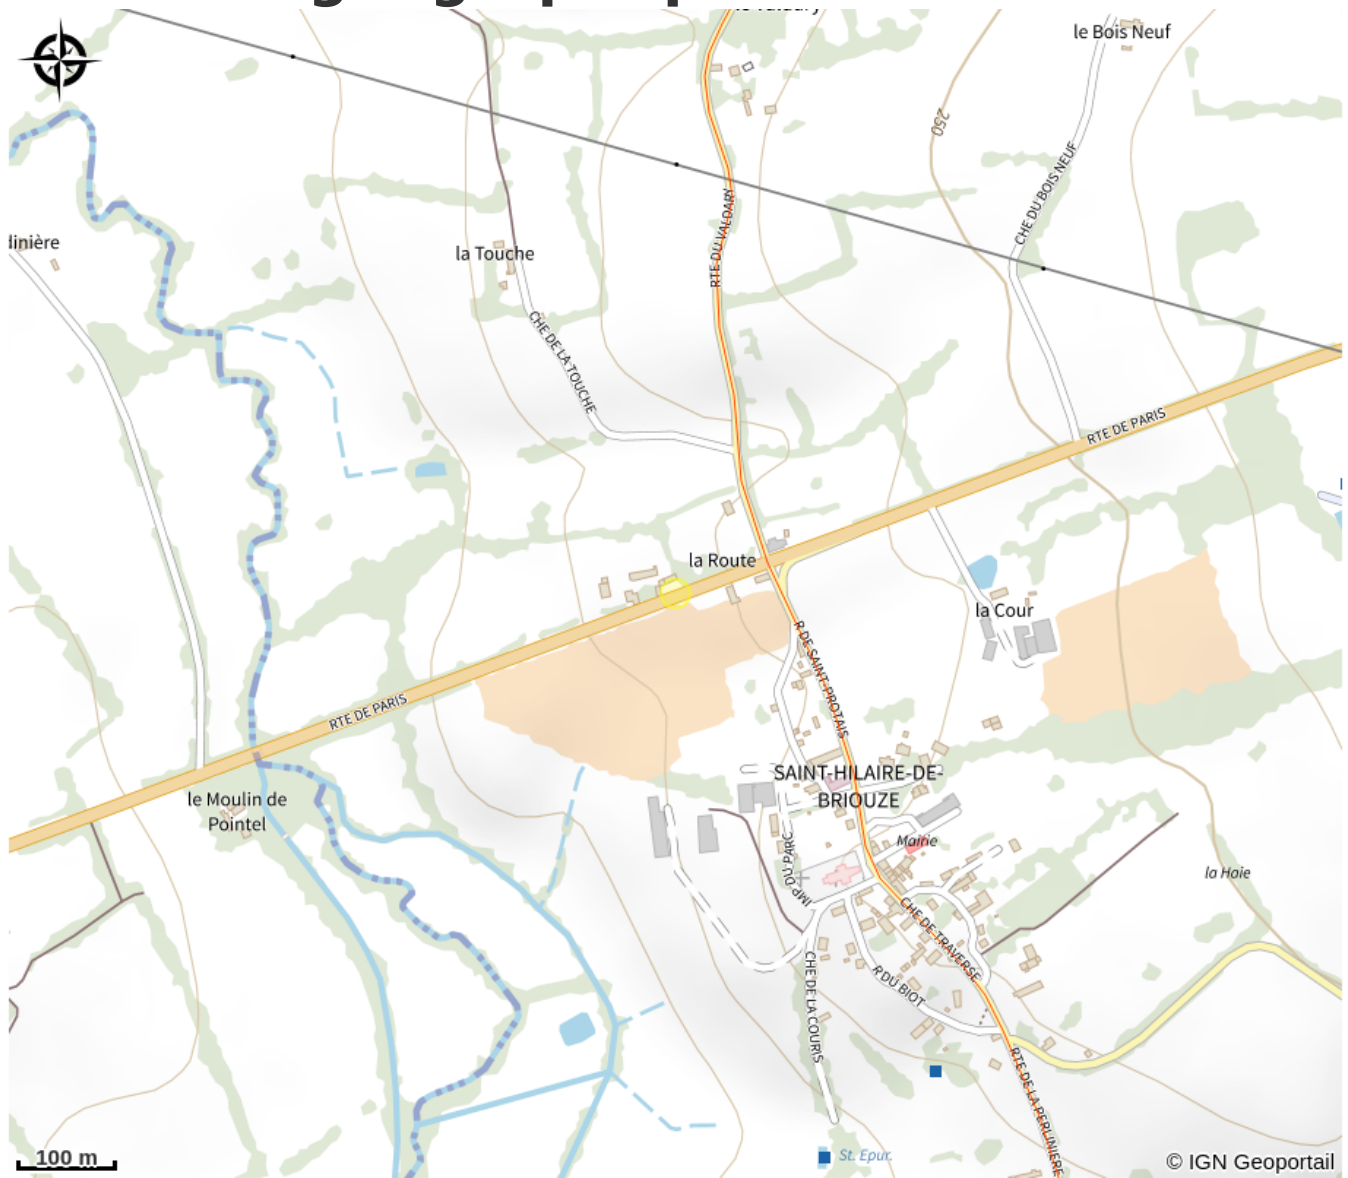 le Valdary
le Bois Neuf
250
CHE DU BOIS NEUF
RTE DU VALDARY
la Touche
CHE DE LA TOUCHE
RTE DE PARIS
la Route
la Cour
R DE SAINT-PROTAIS
RTE DE PARIS
SAINT-HILAIRE-DE-
BRIOUZE
le Moulin de
Pointel
Mairie
IMP. DU PARC
la Haie
CHE DE TRAVERSE
CHE DE LA COURIS
R DU BIOT
RTE DE LA PERLINIERE
St. Epur.
100 m
© IGN Geoportail